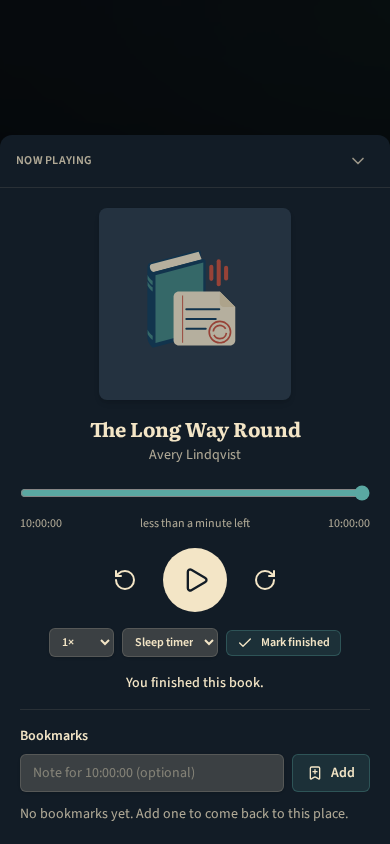 NOW PLAYING
The Long Way Round
Avery Lindqvist
10:00:00 less than a minute left 10:00:00
1× Sleep timer Mark finished
You finished this book.
Bookmarks
Note for 10:00:00 (optional) Add
No bookmarks yet. Add one to come back to this place.